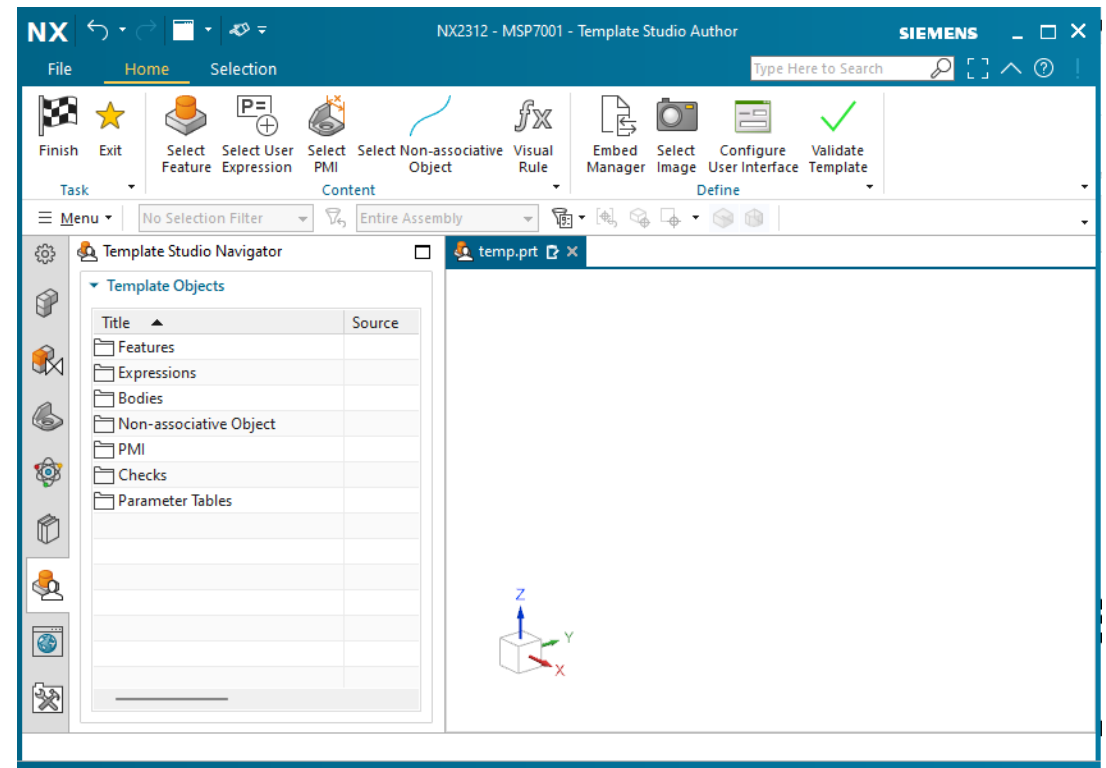 NX NX2312 - MSP7001 - Template Studio Author SIEMENS
File Home Selection Type Here to Search
Finish Exit Select Feature Select User Expression Select PMI Select Non-associative Object Visual Rule Embed Manager Select Image Configure User Interface Validate Template
Task Content Define
Menu No Selection Filter Entire Assembly
Template Studio Navigator temp.prt
Template Objects
Title Source
Features
Expressions
Bodies
Non-associative Object
PMI
Checks
Parameter Tables
Z
Y
X